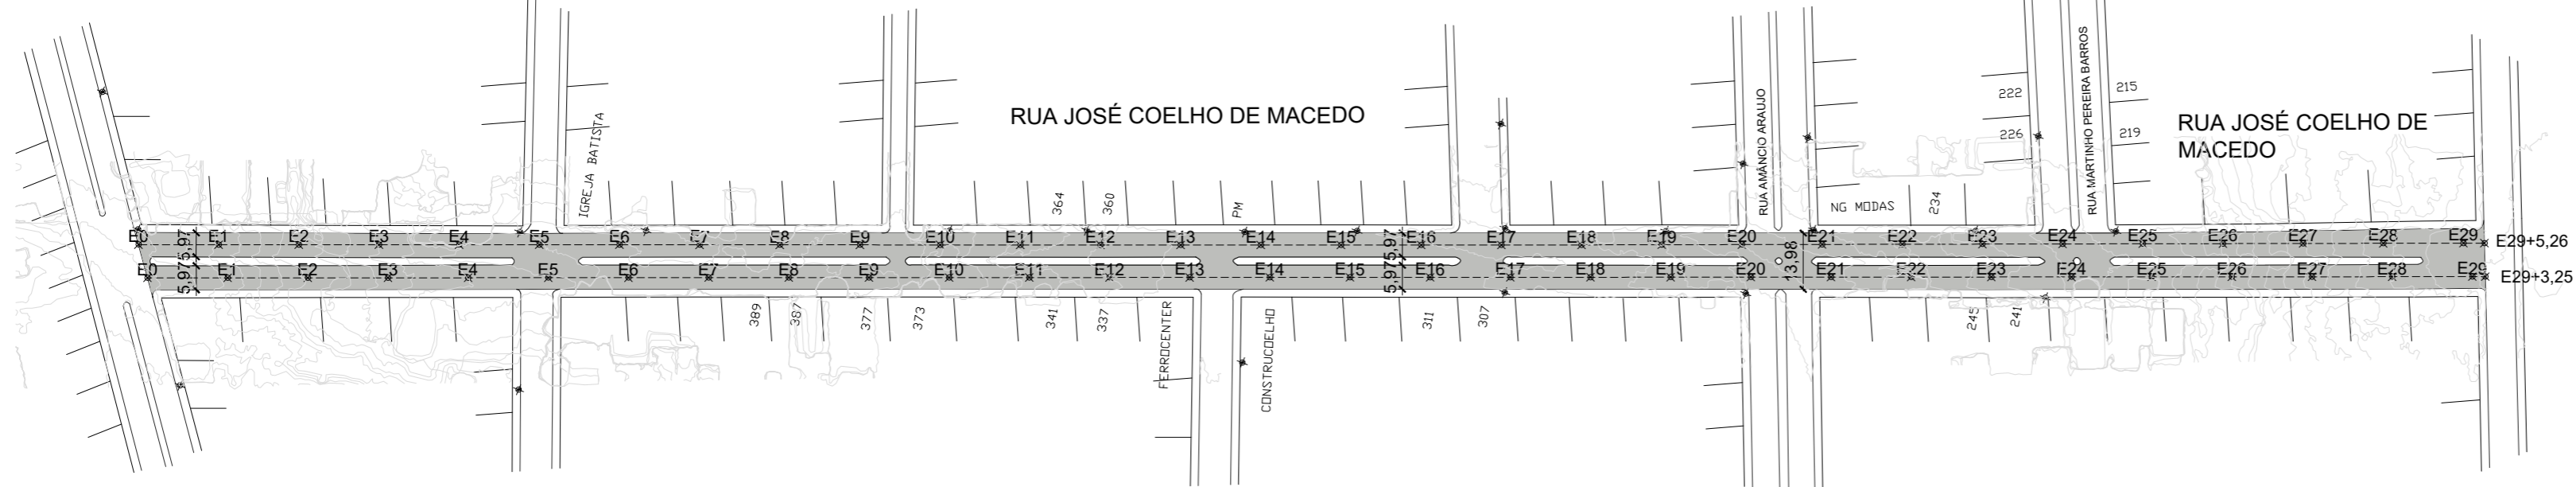 RUA JOSÉ COELHO DE MACEDO
RUA JOSÉ COELHO DE
MACEDO
IGREJA BATISTA
364
360
PM
RUA AMÂNCIO ARAUJO
NG MODAS
234
222
226
RUA MARTINHO PEREIRA BARROS
215
219
E0 E1 E2 E3 E4 E5 E6 E7 E8 E9 E10 E11 E12 E13 E14 E15 E16 E17 E18 E19 E20 E21 E22 E23 E24 E25 E26 E27 E28 E29 E29+5,26
5,97
5,97
5,97
5,97
13,98
E0 E1 E2 E3 E4 E5 E6 E7 E8 E9 E10 E11 E12 E13 E14 E15 E16 E17 E18 E19 E20 E21 E22 E23 E24 E25 E26 E27 E28 E29 E29+3,25
389
387
377
373
341
337
FERROCENTER
CONSTRUCOELHO
311
307
245
241